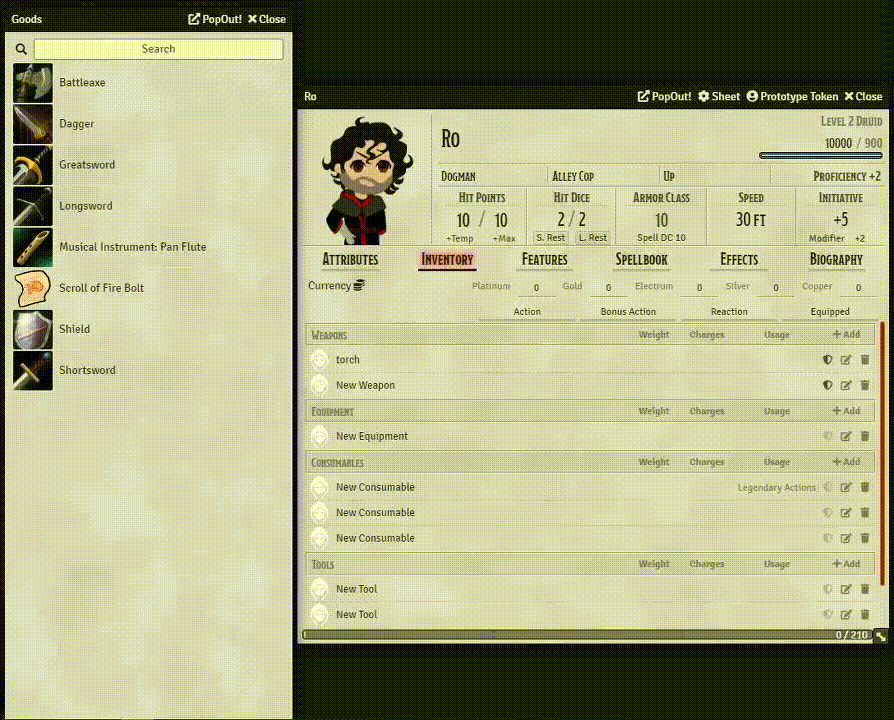 Goods PopOut! Close
Search
Battleaxe
Dagger
Greatsword
Longsword
Musical Instrument: Pan Flute
Scroll of Fire Bolt
Shield
Shortsword
Ro PopOut! Sheet Prototype Token Close
Ro
Level 2 Druid
10000 / 900
Dogman Alley Cop Up Proficiency +2
Hit Points Hit Dice Armor Class Speed Initiative
10 / 10 2 / 2 10 30 ft +5
+Temp +Max S. Rest L. Rest Spell DC 10 Modifier +2
Attributes Inventory Features Spellbook Effects Biography
Currency Platinum 0 Gold 0 Electrum 0 Silver 0 Copper 0
Action Bonus Action Reaction Equipped
Weapons Weight Charges Usage + Add
torch
New Weapon
Equipment Weight Charges Usage + Add
New Equipment
Consumables Weight Charges Usage + Add
New Consumable Legendary Actions
New Consumable
New Consumable
Tools Weight Charges Usage + Add
New Tool
New Tool
0 / 210